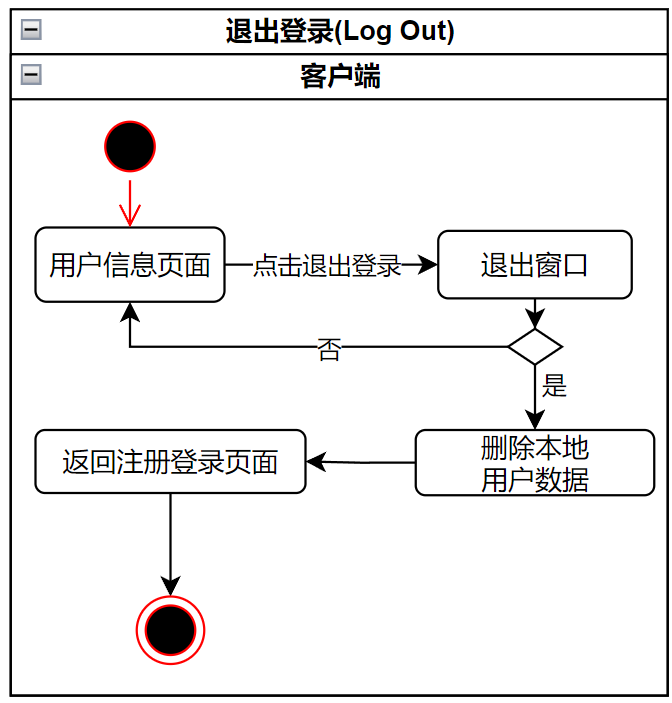 退出登录(Log Out)
客户端
用户信息页面
点击退出登录
退出窗口
否
是
返回注册登录页面
删除本地
用户数据